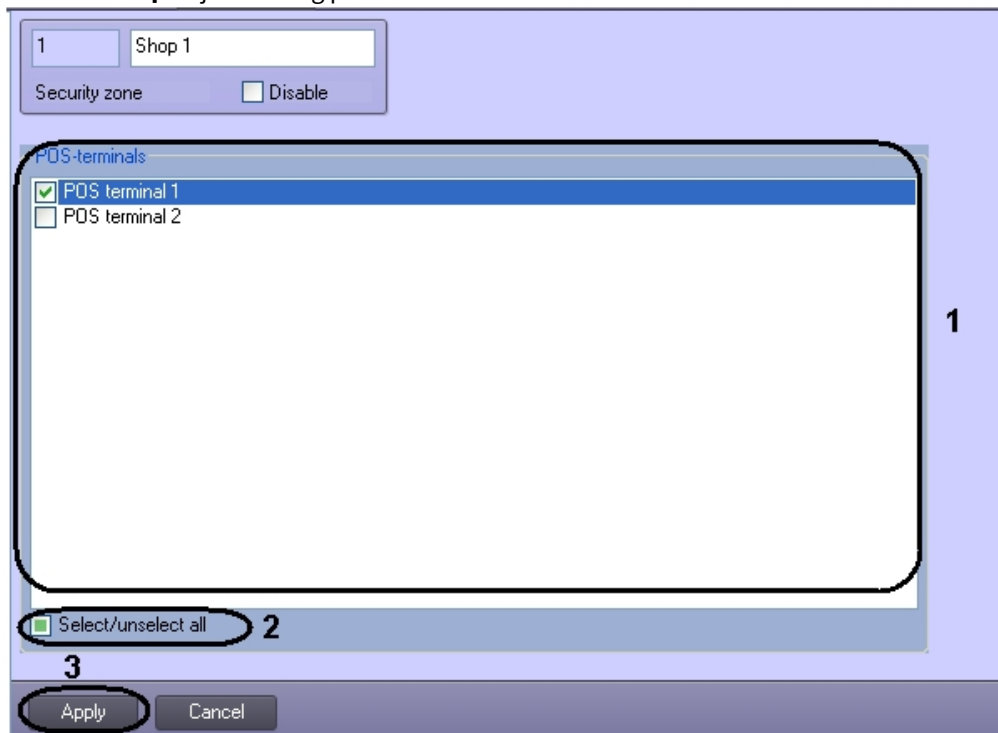 1 Shop 1
Security zone Disable
POS-terminals
POS terminal 1
POS terminal 2
1
Select/unselect all 2
3
Apply Cancel